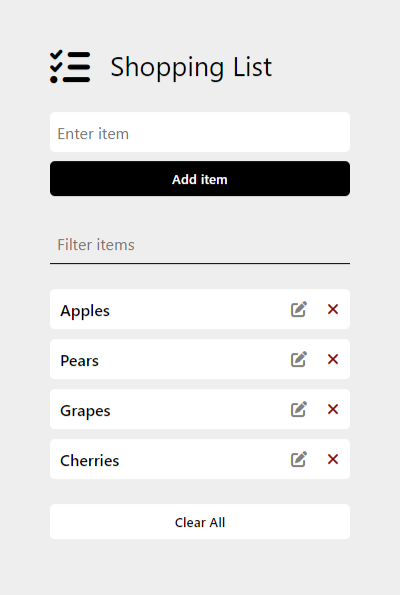 Shopping List
Enter item
Add item
Filter items
Apples
Pears
Grapes
Cherries
Clear All